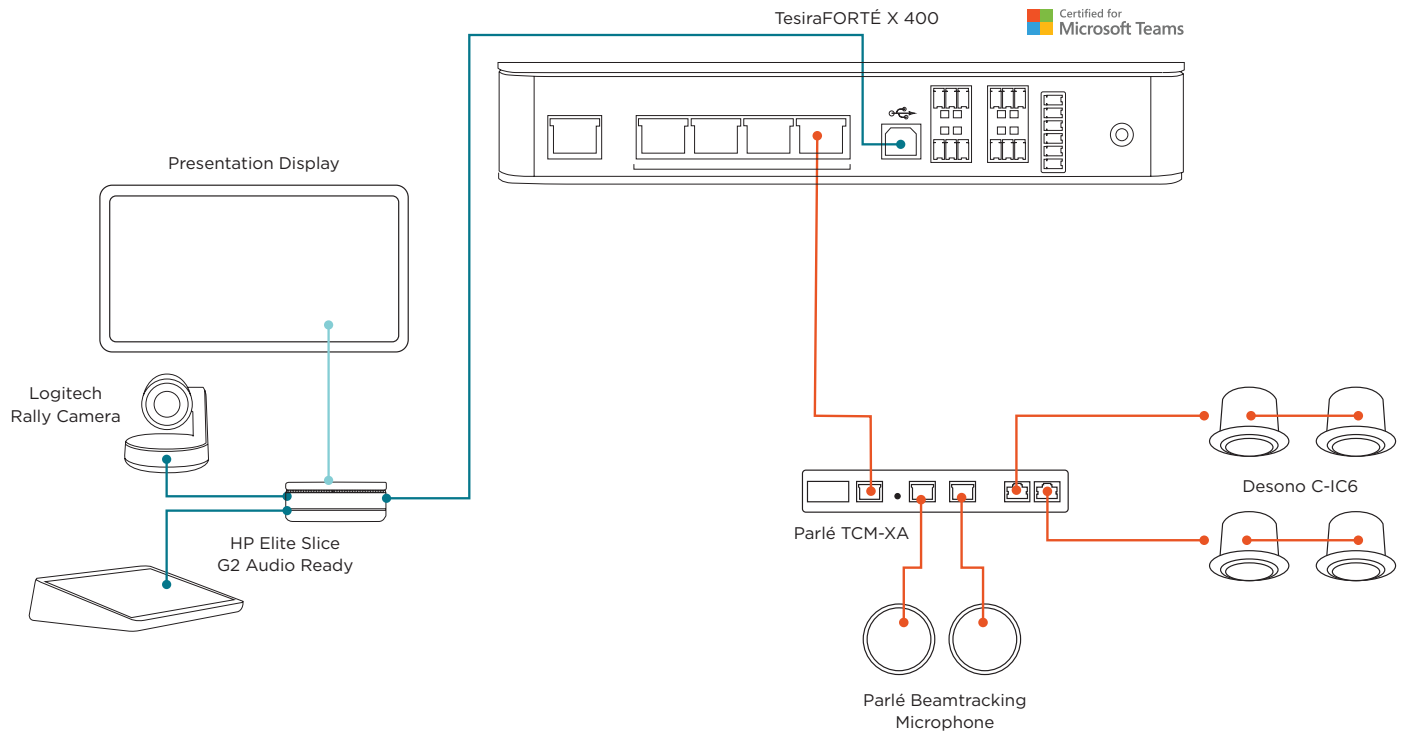 TesiraFORTÉ X 400
Certified for
Microsoft Teams
Presentation Display
Logitech
Rally Camera
HP Elite Slice
G2 Audio Ready
Parlé TCM-XA
Desono C-IC6
Parlé Beamtracking
Microphone